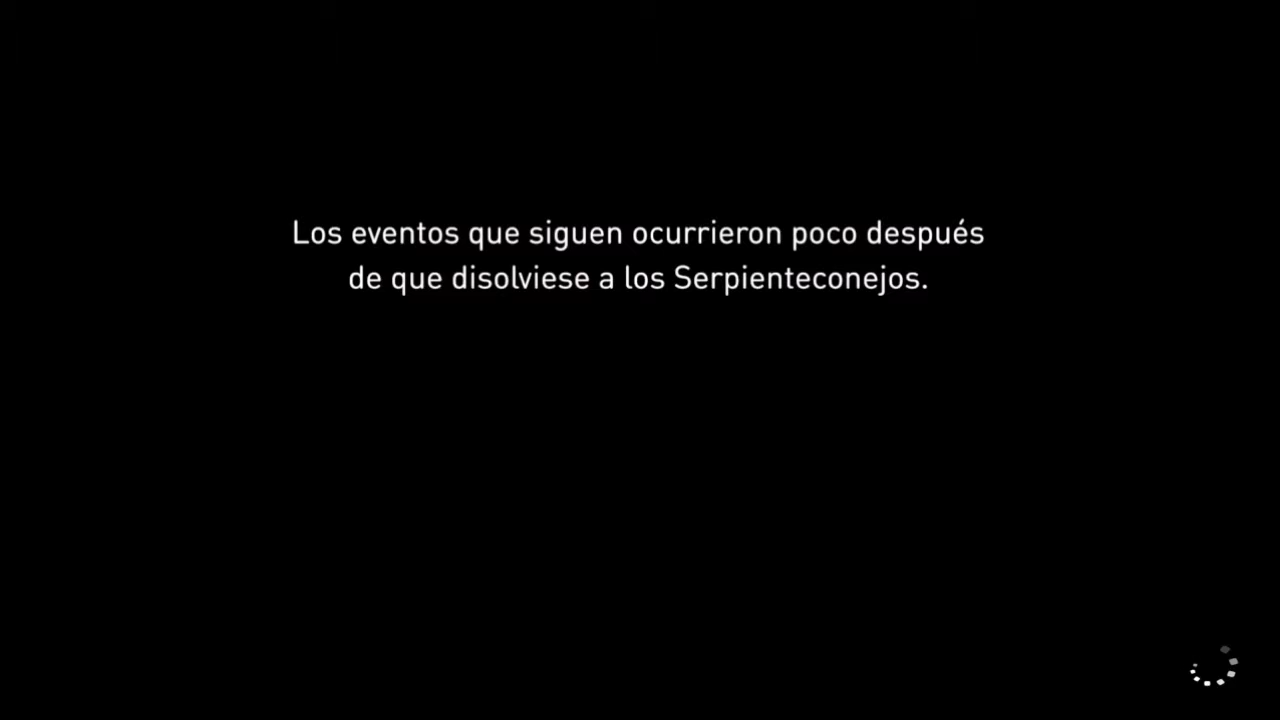 Los eventos que siguen ocurrieron poco después
de que disolviese a los Serpienteconejos.